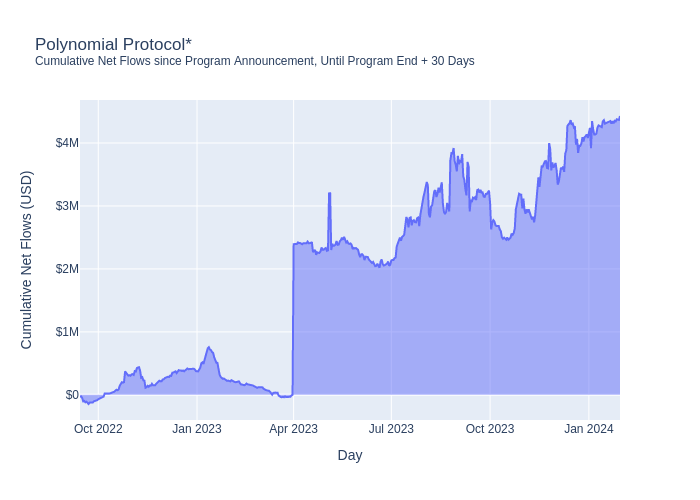 Polynomial Protocol*
Cumulative Net Flows since Program Announcement, Until Program End + 30 Days
Cumulative Net Flows (USD)
$4M
$3M
$2M
$1M
$0
Oct 2022
Jan 2023
Apr 2023
Jul 2023
Oct 2023
Jan 2024
Day